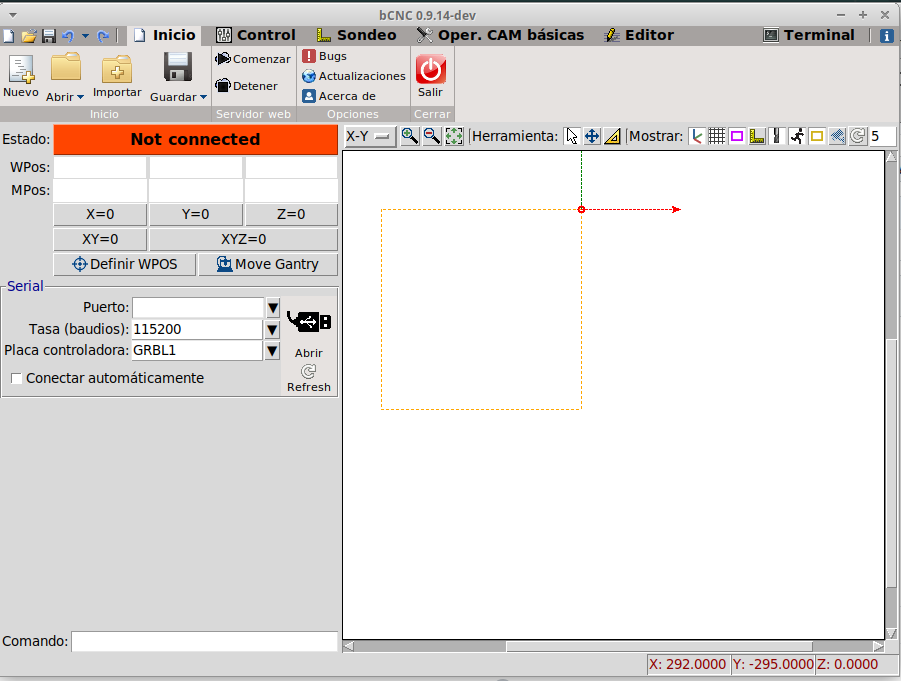 bCNC 0.9.14-dev
Inicio Control Sondeo Oper. CAM básicas Editor Terminal
Nuevo Abrir Importar Guardar
Inicio
Comenzar
Detener
Servidor web
Bugs
Actualizaciones
Acerca de
Opciones
Salir
Cerrar
Estado: Not connected
WPos:
MPos:
X=0 Y=0 Z=0
XY=0 XYZ=0
Definir WPOS Move Gantry
Serial
Puerto:
Tasa (baudios): 115200
Placa controladora: GRBL1
Conectar automáticamente
Abrir
Refresh
Comando:
X-Y Herramienta: Mostrar: 5
X: 292.0000 Y: -295.0000 Z: 0.0000